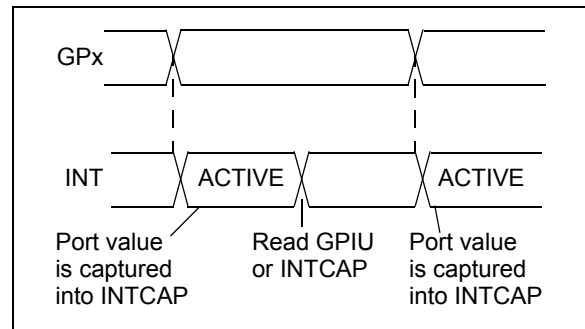 GPx
INT
ACTIVE
ACTIVE
Port value
is captured
into INTCAP
Read GPIU
or INTCAP
Port value
is captured
into INTCAP